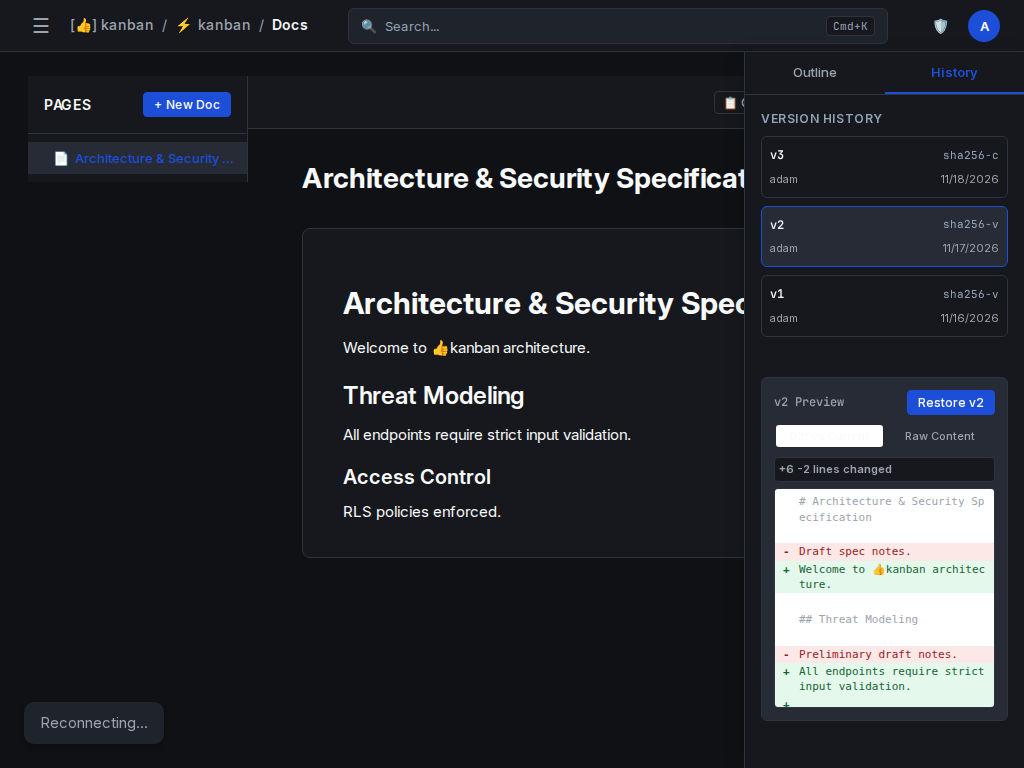 ☰ [👍] kanban / ⚡ kanban / Docs
🔍 Search... Cmd+K
🛡️ A
PAGES
+ New Doc
📄 Architecture & Security ...
📋
Architecture & Security Specificat
Architecture & Security Spec
Welcome to 👍kanban architecture.
Threat Modeling
All endpoints require strict input validation.
Access Control
RLS policies enforced.
Reconnecting...
Outline History
VERSION HISTORY
v3 sha256-c
adam 11/18/2026
v2 sha256-v
adam 11/17/2026
v1 sha256-v
adam 11/16/2026
v2 Preview Restore v2
Raw Content
+6 -2 lines changed
# Architecture & Security Sp
ecification
- Draft spec notes.
+ Welcome to 👍kanban architec
ture.
## Threat Modeling
- Preliminary draft notes.
+ All endpoints require strict
input validation.
+